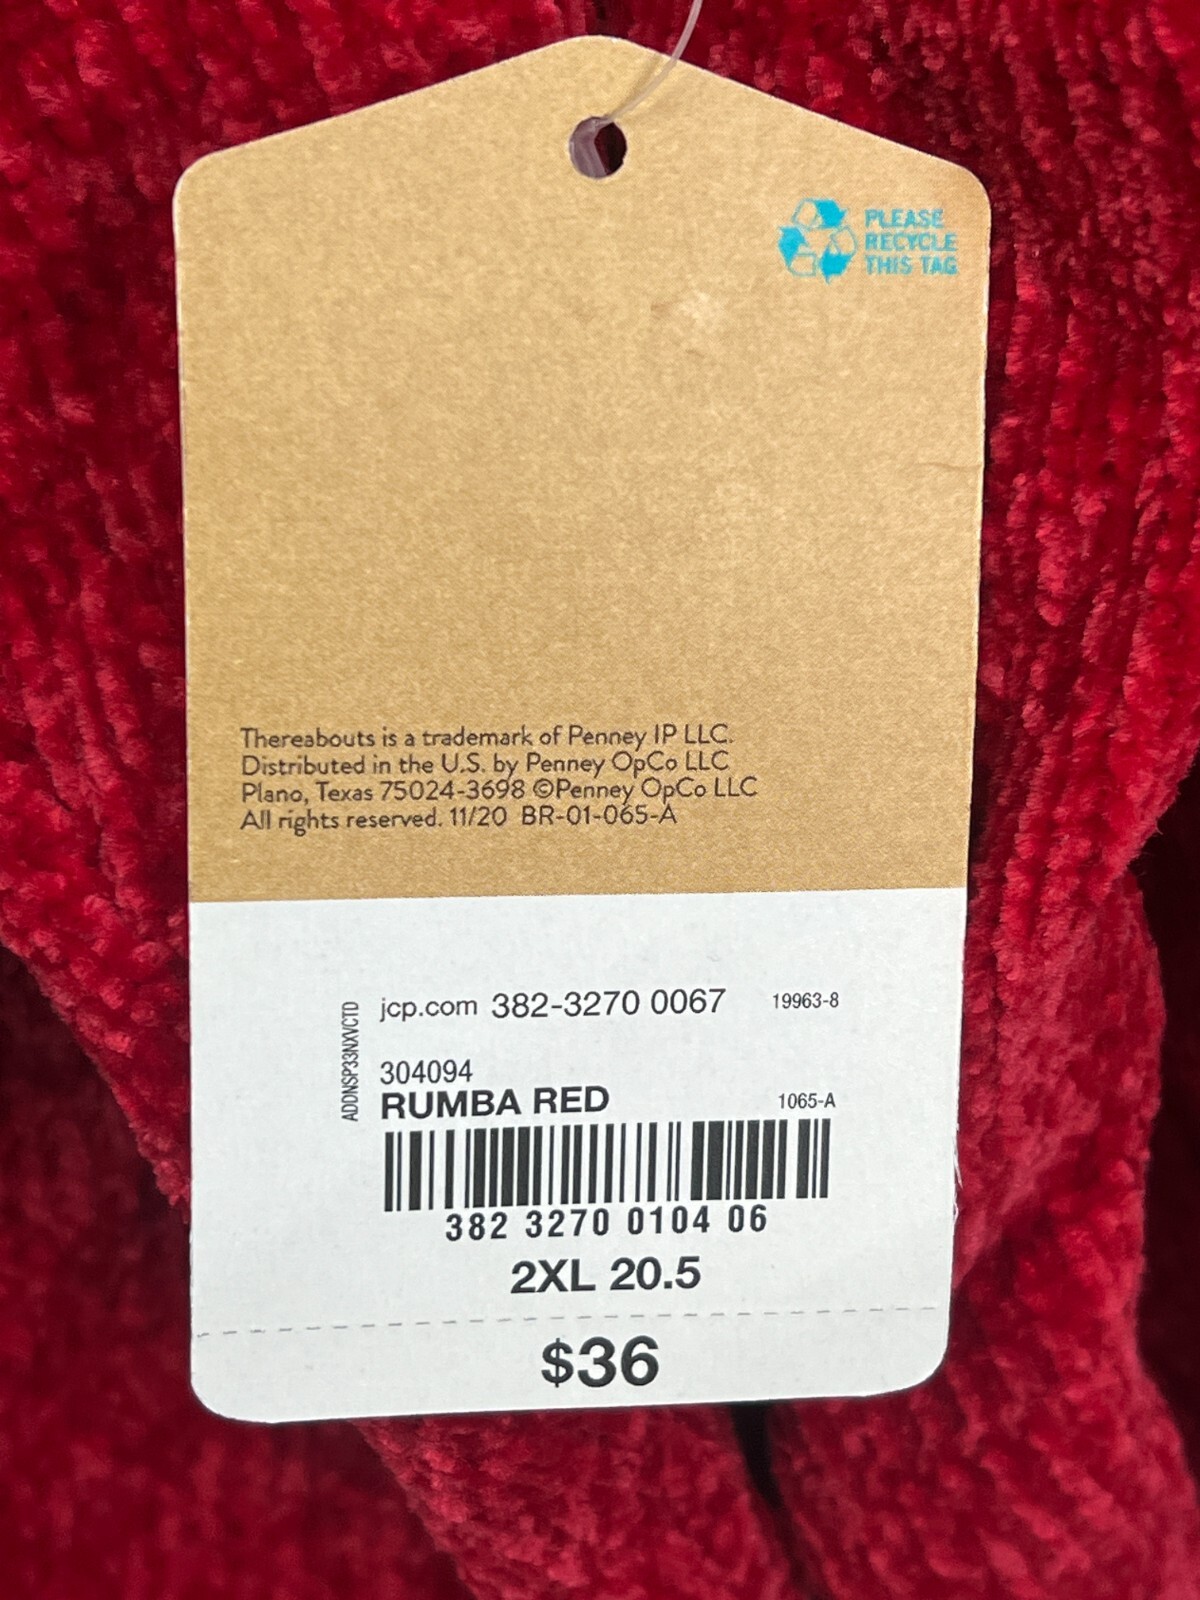 PLEASE
RECYCLE
THIS TAG
Thereabouts is a trademark of Penney IP LLC.
Distributed in the U.S. by Penney OpCo LLC
Plano, Texas 75024-3698 ©Penney OpCo LLC
All rights reserved. 11/20 BR-01-065-A
jcp.com 382-3270 0067 19963-8
ADDNSP33NXVCTD
304094
RUMBA RED 1065-A
382 3270 0104 06
2XL 20.5
$36